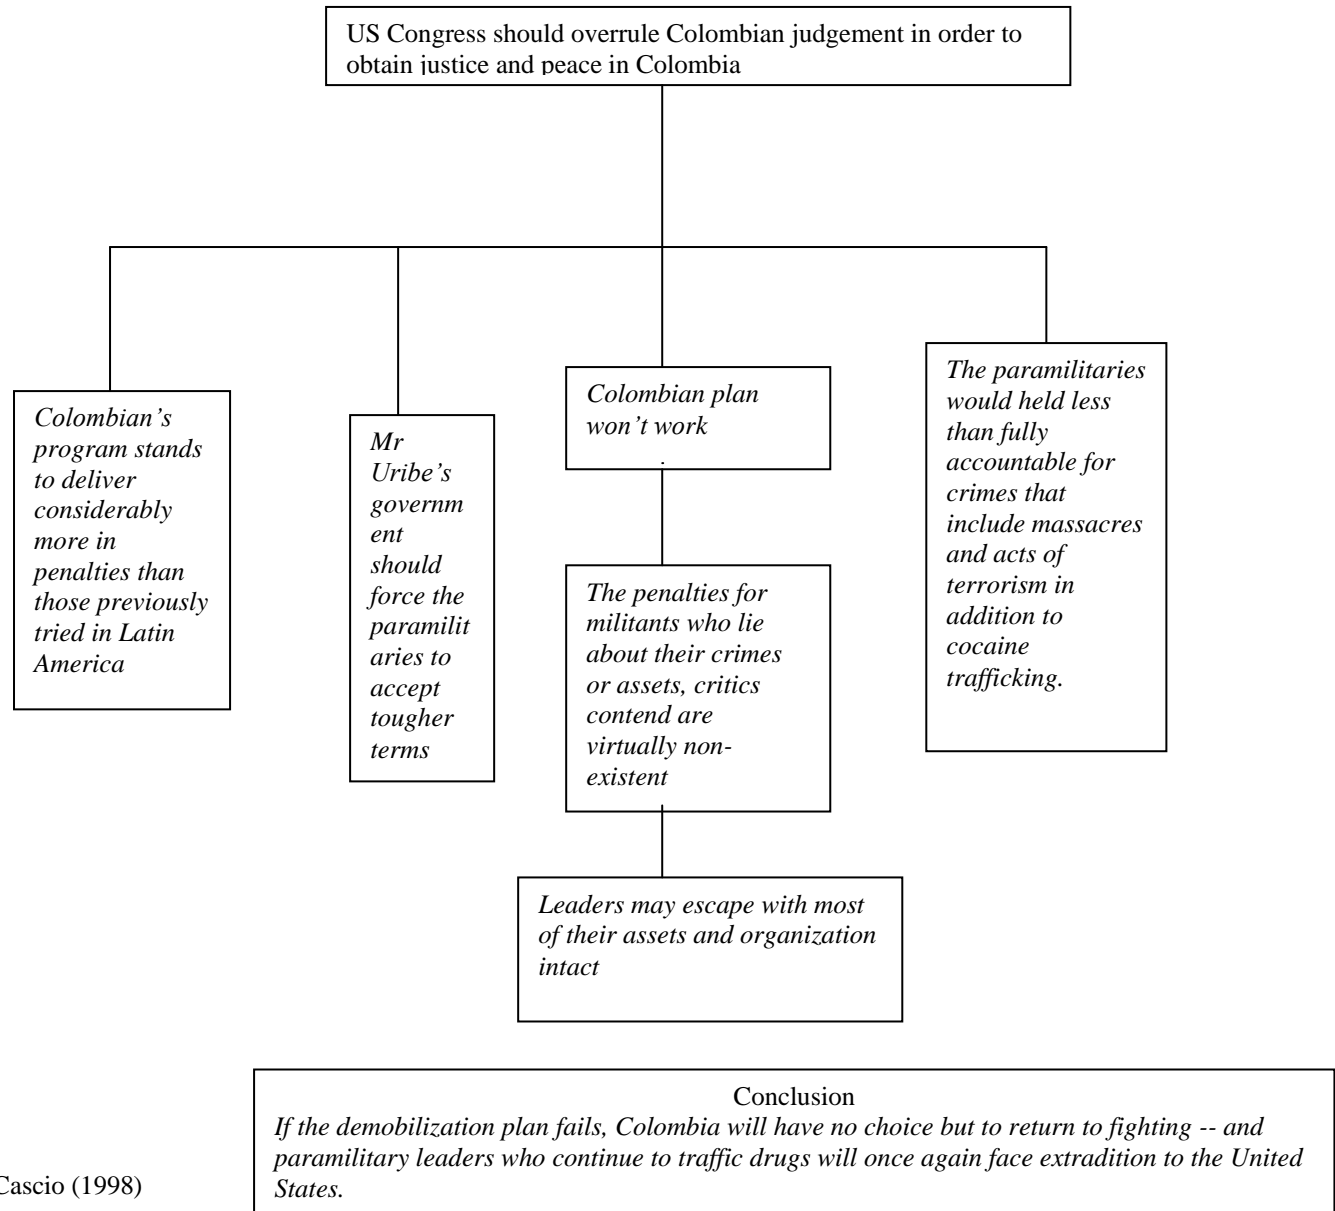 US Congress should overrule Colombian judgement in order to
obtain justice and peace in Colombia
Colombian's
program stands
to deliver
considerably
more in
penalties than
those previously
tried in Latin
America
Mr
Uribe's
governm
ent
should
force the
paramilit
aries to
accept
tougher
terms
Colombian plan
won't work
.
The penalties for
militants who lie
about their crimes
or assets, critics
contend are
virtually non-
existent
Leaders may escape with most
of their assets and organization
intact
The paramilitaries
would held less
than fully
accountable for
crimes that
include massacres
and acts of
terrorism in
addition to
cocaine
trafficking.
Conclusion
If the demobilization plan fails, Colombia will have no choice but to return to fighting -- and
paramilitary leaders who continue to traffic drugs will once again face extradition to the United
States.
Cascio (1998)